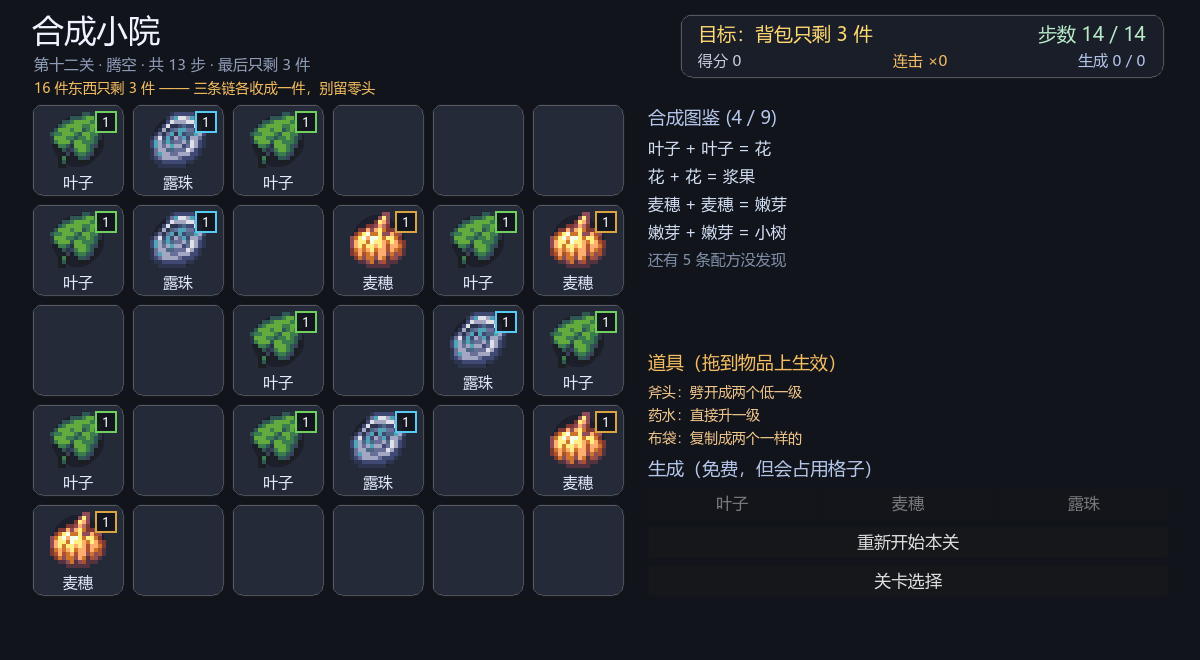 合成小院
第十二关 · 腾空 · 共 13 步 · 最后只剩 3 件
16 件东西只剩 3 件 —— 三条链各收成一件，别留零头
目标：背包只剩 3 件
步数 14 / 14
得分 0
连击 ×0
生成 0 / 0
1
1
1
叶子
露珠
叶子
1
1
1
1
1
叶子
露珠
麦穗
叶子
麦穗
1
1
1
叶子
露珠
叶子
1
1
1
1
叶子
叶子
露珠
麦穗
1
麦穗
合成图鉴 (4 / 9)
叶子 + 叶子 = 花
花 + 花 = 浆果
麦穗 + 麦穗 = 嫩芽
嫩芽 + 嫩芽 = 小树
还有 5 条配方没发现
道具（拖到物品上生效）
斧头：劈开成两个低一级
药水：直接升一级
布袋：复制成两个一样的
生成（免费，但会占用格子）
叶子
麦穗
露珠
重新开始本关
关卡选择